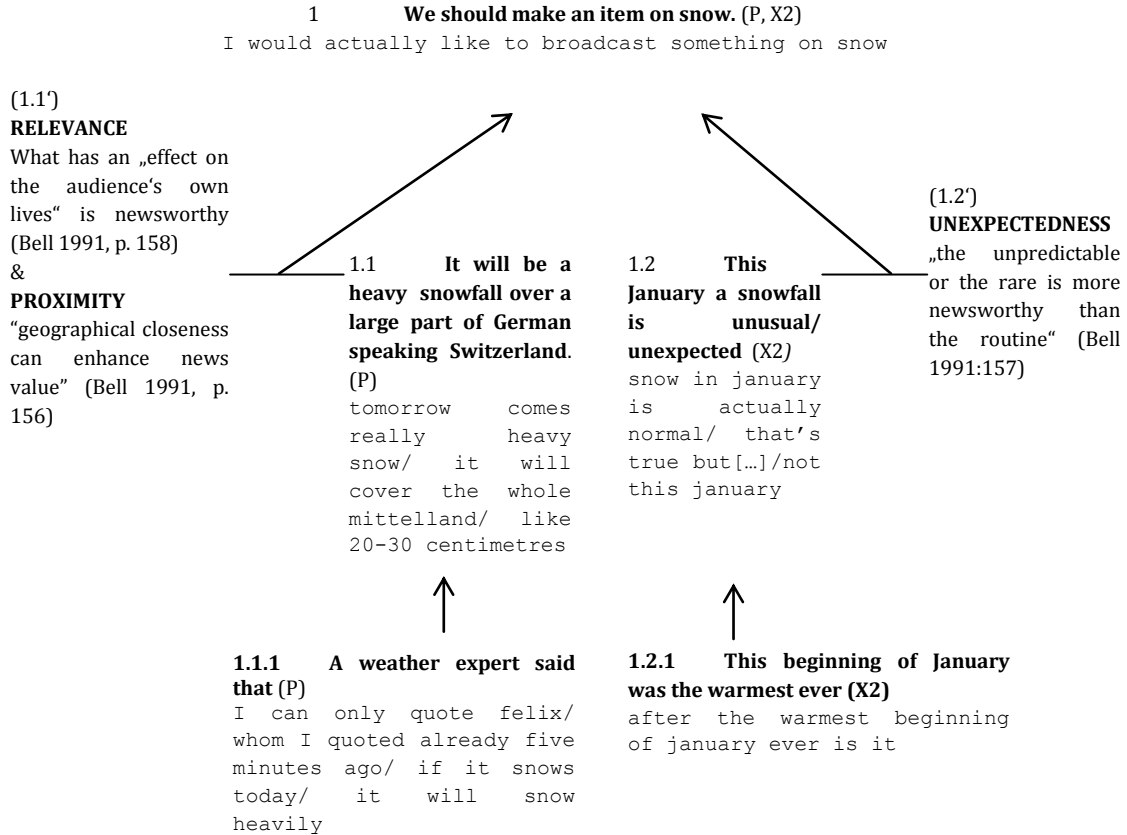 1 We should make an item on snow. (P, X2)
I would actually like to broadcast something on snow
(1.1‘)
RELEVANCE
What has an „effect on
the audience‘s own
lives“ is newsworthy
(Bell 1991, p. 158)
&
PROXIMITY
“geographical closeness
can enhance news
value” (Bell 1991, p.
156)
1.1 It will be a
heavy snowfall over a
large part of German
speaking Switzerland.
(P)
tomorrow comes
really heavy
snow/ it will
cover the whole
mittelland/ like
20-30 centimetres
1.2 This
January a snowfall
is unusual/
unexpected (X2)
snow in january
is actually
normal/ that’s
true but[…]/not
this january
(1.2‘)
UNEXPECTEDNESS
„the unpredictable
or the rare is more
newsworthy than
the routine“ (Bell
1991:157)
1.1.1 A weather expert said
that (P)
I can only quote felix/
whom I quoted already five
minutes ago/ if it snows
today/ it will snow
heavily
1.2.1 This beginning of January
was the warmest ever (X2)
after the warmest beginning
of january ever is it